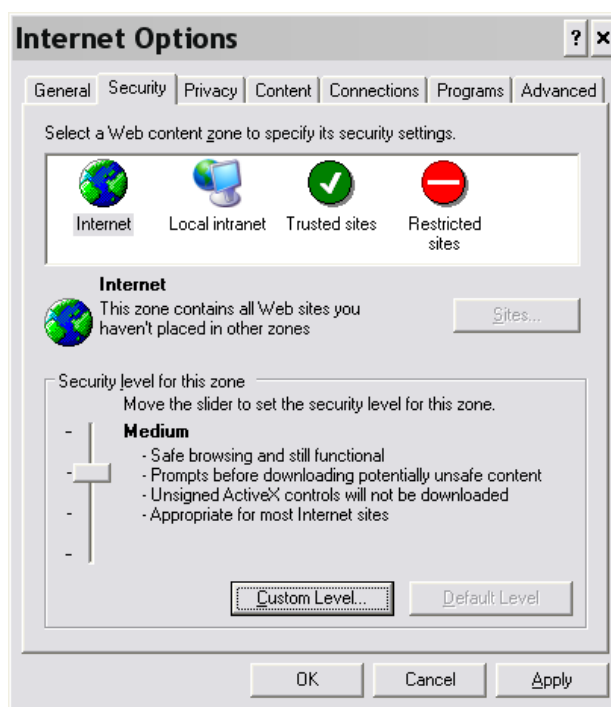 Internet Options
? ×
General Security Privacy Content Connections Programs Advanced
Select a Web content zone to specify its security settings.
Internet Local intranet Trusted sites Restricted
sites
Internet
This zone contains all Web sites you
haven't placed in other zones
Sites...
Security level for this zone
Move the slider to set the security level for this zone.
Medium
- Safe browsing and still functional
- Prompts before downloading potentially unsafe content
- Unsigned ActiveX controls will not be downloaded
- Appropriate for most Internet sites
Custom Level... Default Level
OK Cancel Apply